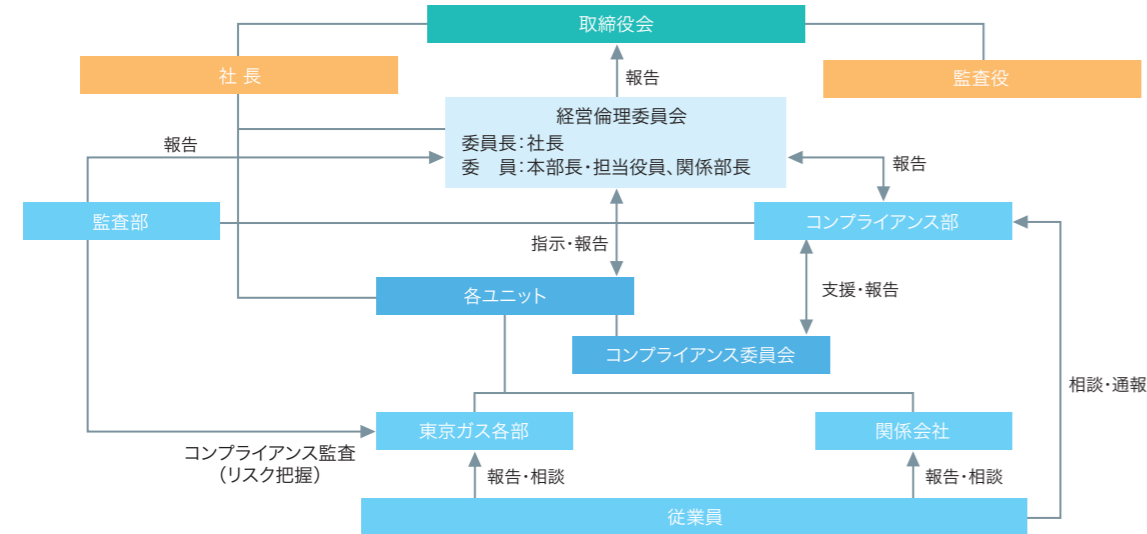 取締役会
社 長
監査役
報告
経営倫理委員会
委員長：社長
委　員：本部長・担当役員、関係部長
報告
報告
監査部
コンプライアンス部
指示・報告
各ユニット
支援・報告
コンプライアンス委員会
相談・通報
東京ガス各部
関係会社
コンプライアンス監査
（リスク把握）
報告・相談
報告・相談
従業員